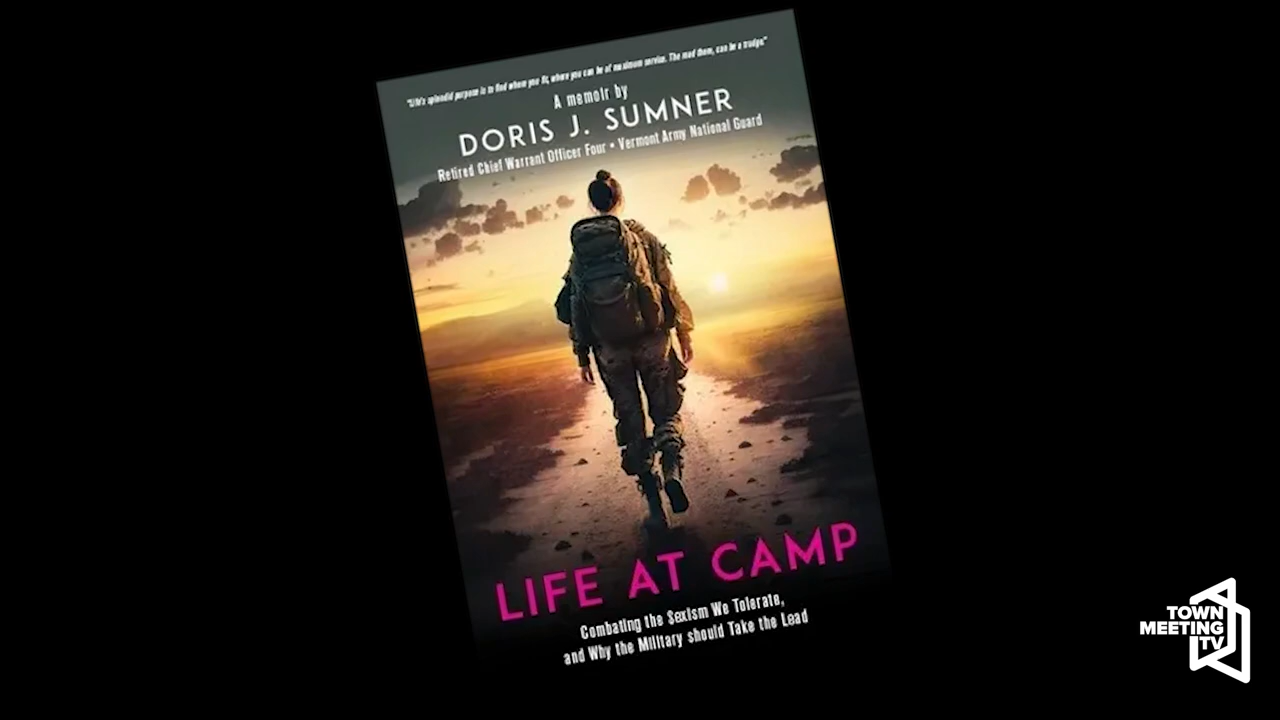 "Life's splendid purpose is to find where you fit, where you can be of maximum service. The road there, can be a trudge."
A memoir by
DORIS J. SUMNER
Retired Chief Warrant Officer Four • Vermont Army National Guard
LIFE AT CAMP
Combating the Sexism We Tolerate,
and Why the Military should Take the Lead
TOWN
MEETING
TV